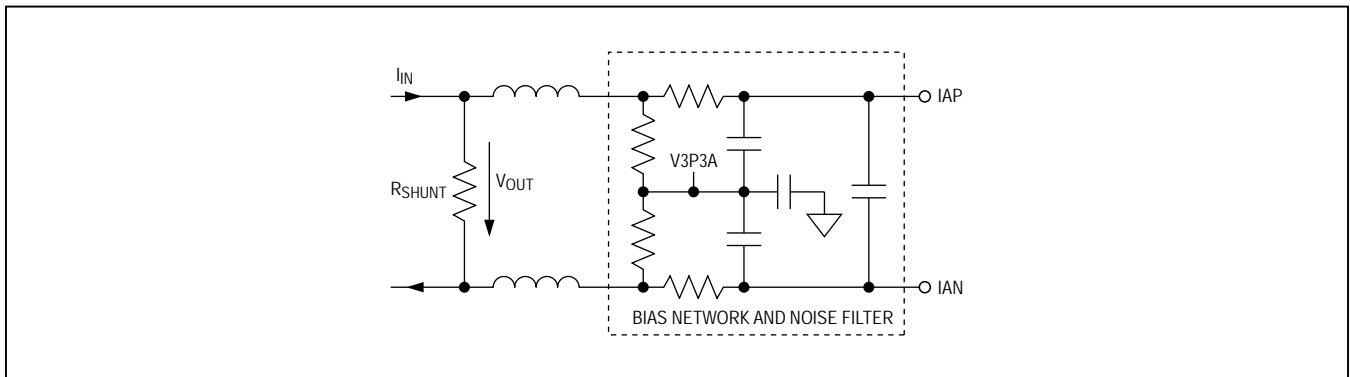 IIN
IAP
V3P3A
RSHUNT
VOUT
IAN
BIAS NETWORK AND NOISE FILTER